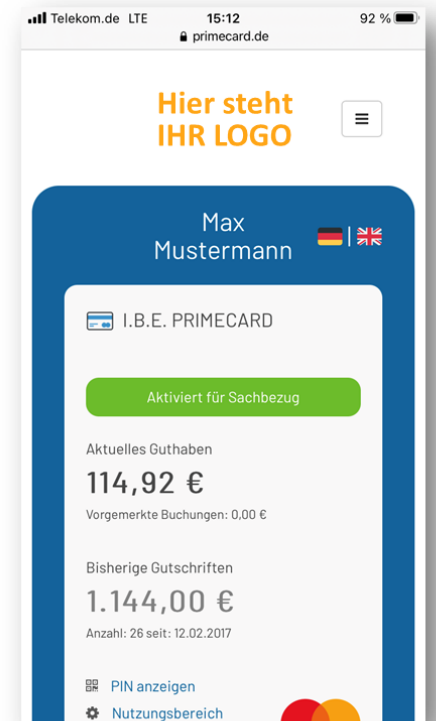 Telekom.de LTE 15:12 92 %
primecard.de
Hier steht
IHR LOGO
Max
Mustermann
I.B.E. PRIMECARD
Aktiviert für Sachbezug
Aktuelles Guthaben
114,92 €
Vorgemerkte Buchungen: 0,00 €
Bisherige Gutschriften
1.144,00 €
Anzahl: 26 seit: 12.02.2017
PIN anzeigen
Nutzungsbereich